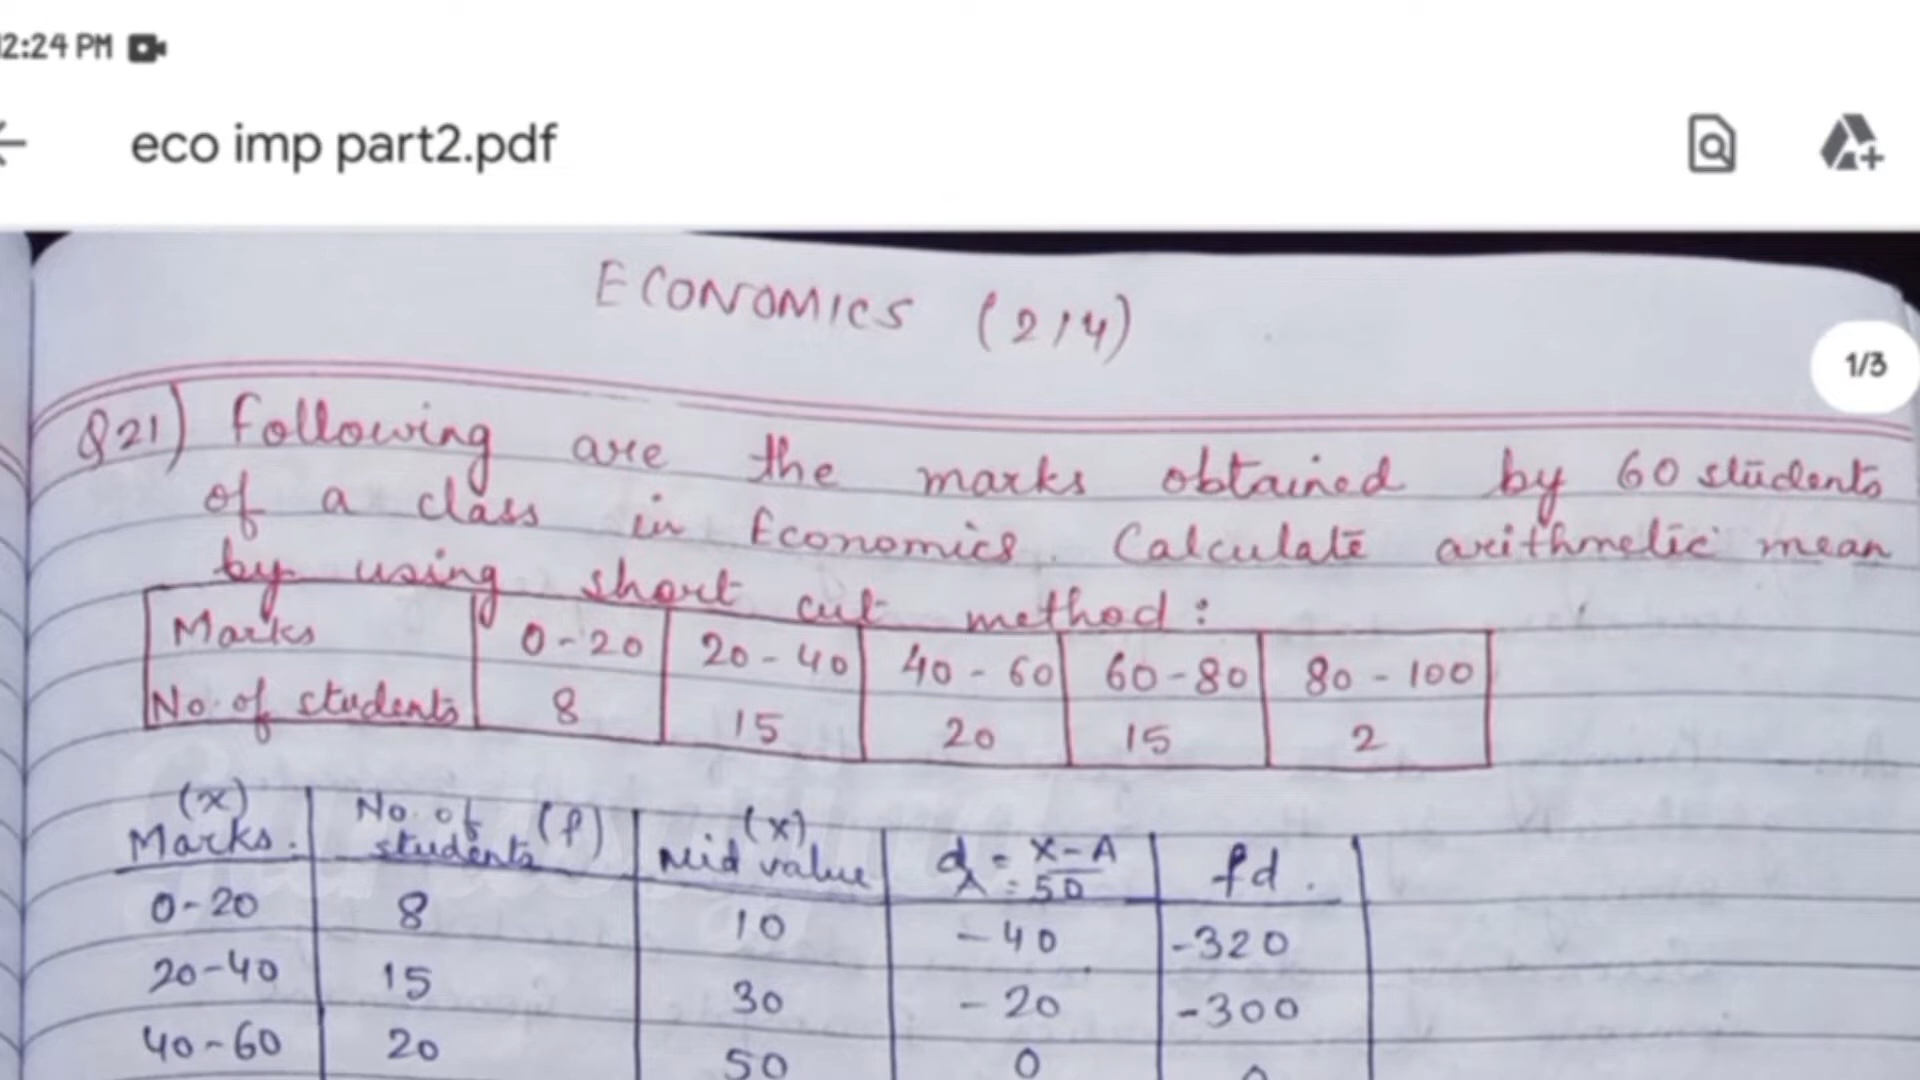 2:24 PM
eco imp part2.pdf
ECONOMICS (2/4)
1/3
Q21) Following are the marks obtained by 60 students
of a class in Economics. Calculate arithmetic mean
by using short cut method:
Marks 0-20 20-40 40-60 60-80 80-100
No. of students 8 15 20 15 2
(x) Marks. No. of students (f) (x) Mid value d = x-A A = 50 fd.
0-20 8 10 -40 -320
20-40 15 30 -20 -300
40-60 20 50 0 0